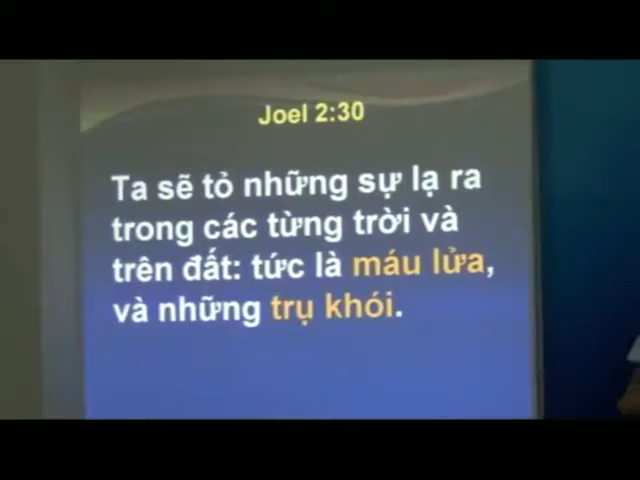 Joel 2:30
Ta sẽ tỏ những sự lạ ra
trong các từng trời và
trên đất: tức là máu lửa,
và những trụ khói.